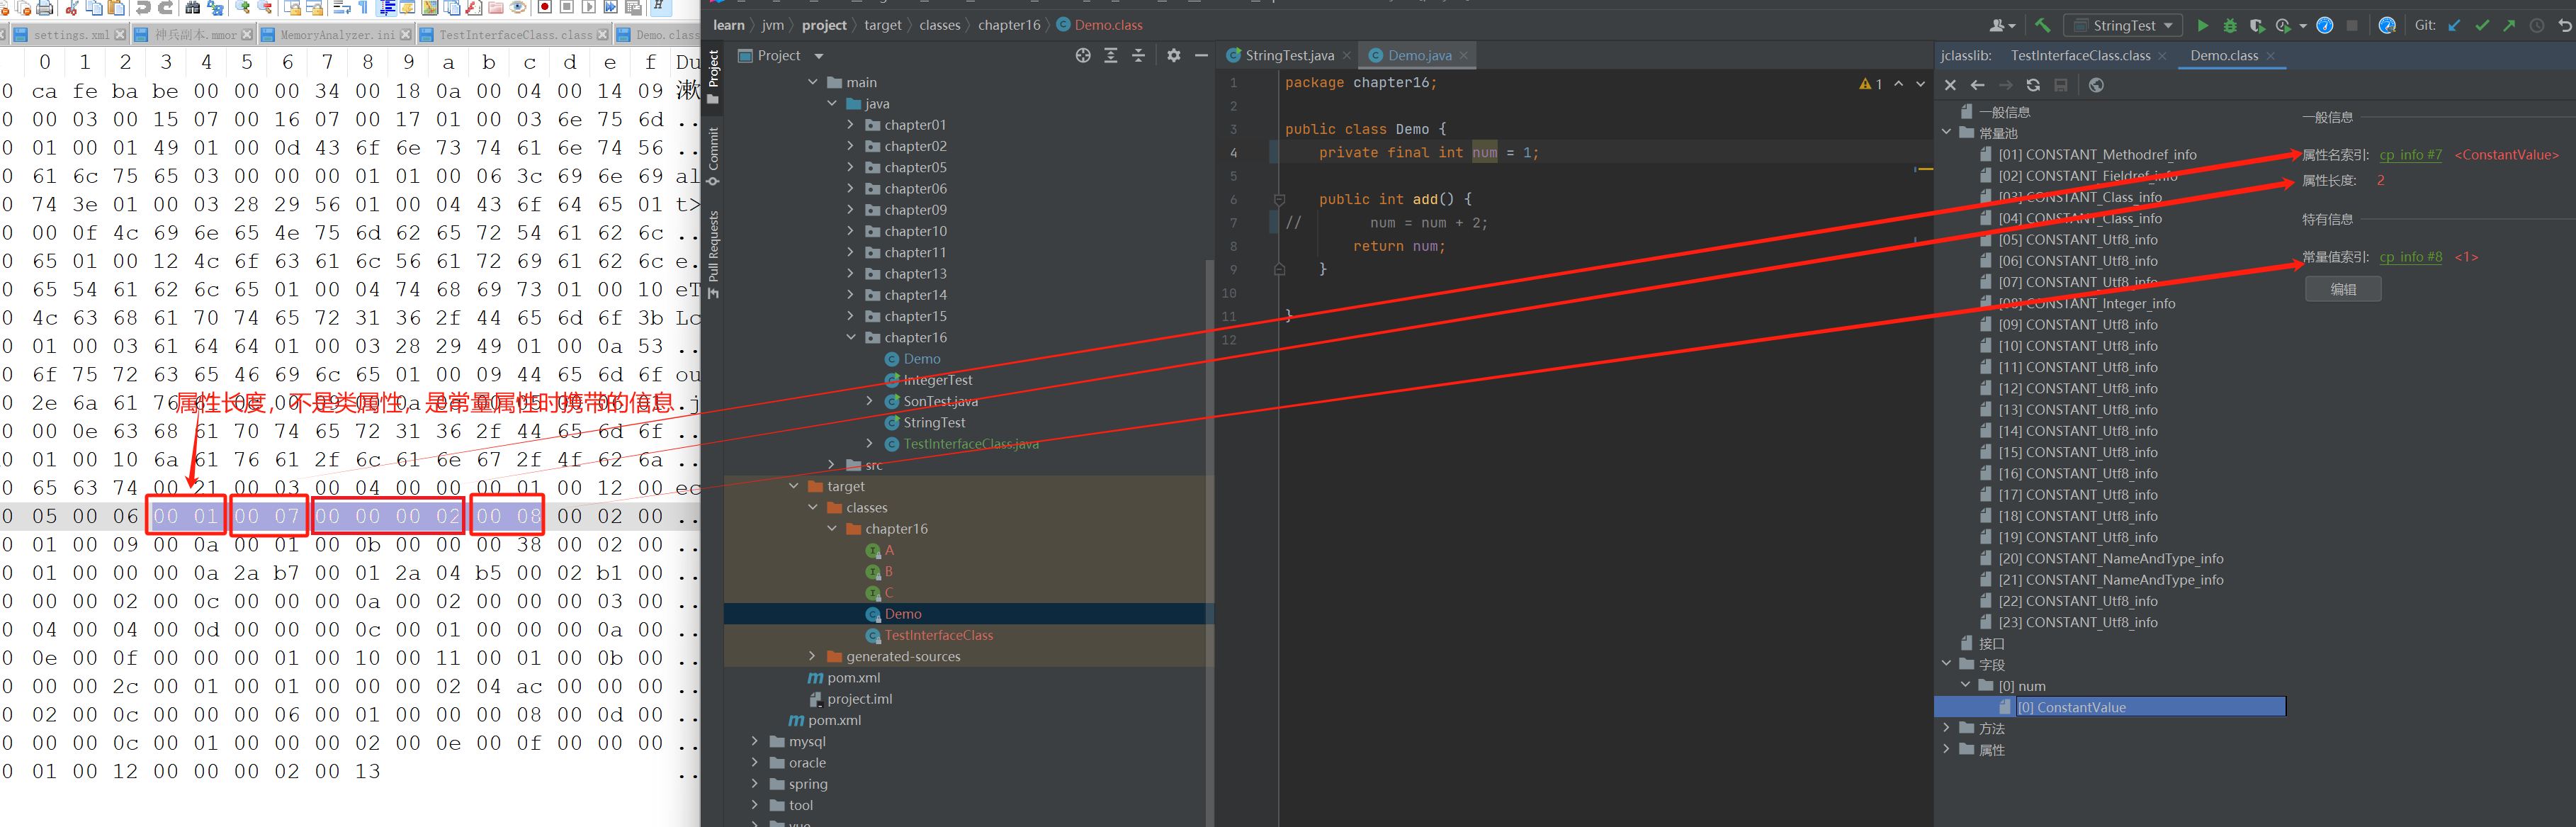 settings.xml 神兵副本.mmor MemoryAnalyzer.ini TestInterfaceClass.class Demo.class
0 1 2 3 4 5 6 7 8 9 a b c d e f Du
0 ca fe ba be 00 00 00 34 00 18 0a 00 04 00 14 09 漱
0 00 03 00 15 07 00 16 07 00 17 01 00 03 6e 75 6d ..
0 01 00 01 49 01 00 0d 43 6f 6e 73 74 61 6e 74 56 ..
0 61 6c 75 65 03 00 00 00 01 01 00 06 3c 69 6e 69 al
0 74 3e 01 00 03 28 29 56 01 00 04 43 6f 64 65 01 t>
0 00 0f 4c 69 6e 65 4e 75 6d 62 65 72 54 61 62 6c ..
0 65 01 00 12 4c 6f 63 61 6c 56 61 72 69 61 62 6c e.
0 65 54 61 62 6c 65 01 00 04 74 68 69 73 01 00 10 eT
0 4c 63 68 61 70 74 65 72 31 36 2f 44 65 6d 6f 3b Lc
0 01 00 03 61 64 64 01 00 03 28 29 49 01 00 0a 53 ..
0 6f 75 72 63 65 46 69 6c 65 01 00 09 44 65 6d 6f ou
0 2e 6a 61 76 .j
属性长度,不是类属性,是常量属性时携带的信息
0 00 0e 63 68 61 70 74 65 72 31 36 2f 44 65 6d 6f ..
0 01 00 10 6a 61 76 61 2f 6c 61 6e 67 2f 4f 62 6a ..
0 65 63 74 00 21 00 03 00 04 00 00 00 01 00 12 00 ec
0 05 00 06 00 01 00 07 00 00 00 02 00 08 00 02 00 ..
0 01 00 09 00 0a 00 01 00 0b 00 00 00 38 00 02 00 ..
0 01 00 00 00 0a 2a b7 00 01 2a 04 b5 00 02 b1 00 ..
0 00 00 02 00 0c 00 00 00 0a 00 02 00 00 00 03 00 ..
0 04 00 04 00 0d 00 00 00 0c 00 01 00 00 00 0a 00 ..
0 0e 00 0f 00 00 00 01 00 10 00 11 00 01 00 0b 00 ..
0 00 00 2c 00 01 00 01 00 00 00 02 04 ac 00 00 00 ..
0 02 00 0c 00 00 00 06 00 01 00 00 00 08 00 0d 00 ..
0 00 00 0c 00 01 00 00 00 02 00 0e 00 0f 00 00 00 ..
0 01 00 12 00 00 00 02 00 13 ..
learn jvm project target classes chapter16 Demo.class
StringTest Git:
Project
Commit
Pull Requests
Project
main
java
chapter01
chapter02
chapter05
chapter06
chapter09
chapter10
chapter11
chapter13
chapter14
chapter15
chapter16
Demo
IntegerTest
SonTest.java
StringTest
TestInterfaceClass.java
src
target
classes
chapter16
A
B
C
Demo
TestInterfaceClass
generated-sources
pom.xml
project.iml
pom.xml
mysql
oracle
spring
tool
vue
StringTest.java Demo.java
1 package chapter16; 1
2
3 public class Demo {
4 private final int num = 1;
5
6 public int add() {
7 // num = num + 2;
8 return num;
9 }
10
11 }
12
jclasslib: TestInterfaceClass.class Demo.class
一般信息
常量池
[01] CONSTANT_Methodref_info
[02] CONSTANT_Fieldref_info
[03] CONSTANT_Class_info
[04] CONSTANT_Class_info
[05] CONSTANT_Utf8_info
[06] CONSTANT_Utf8_info
[07] CONSTANT_Utf8_info
[08] CONSTANT_Integer_info
[09] CONSTANT_Utf8_info
[10] CONSTANT_Utf8_info
[11] CONSTANT_Utf8_info
[12] CONSTANT_Utf8_info
[13] CONSTANT_Utf8_info
[14] CONSTANT_Utf8_info
[15] CONSTANT_Utf8_info
[16] CONSTANT_Utf8_info
[17] CONSTANT_Utf8_info
[18] CONSTANT_Utf8_info
[19] CONSTANT_Utf8_info
[20] CONSTANT_NameAndType_info
[21] CONSTANT_NameAndType_info
[22] CONSTANT_Utf8_info
[23] CONSTANT_Utf8_info
接口
字段
[0] num
[0] ConstantValue
方法
属性
一般信息
属性名索引: cp_info #7 <ConstantValue>
属性长度: 2
特有信息
常量值索引: cp_info #8 <1>
编辑